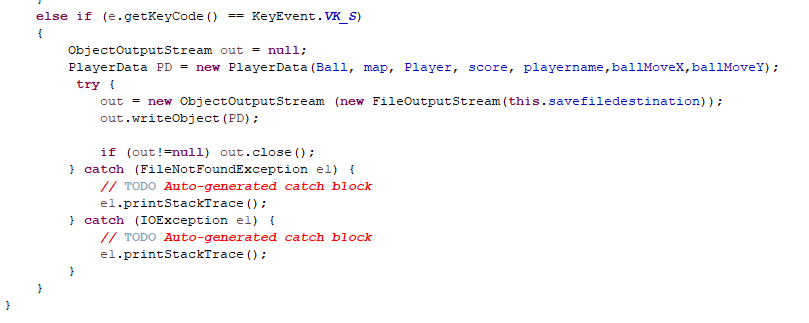 else if (e.getKeyCode() == KeyEvent.VK_S)
{
ObjectOutputStream out = null;
PlayerData PD = new PlayerData(Ball, map, Player, score, playername,ballMoveX,ballMoveY);
try {
out = new ObjectOutputStream (new FileOutputStream(this.savefiledestination));
out.writeObject(PD);
if (out!=null) out.close();
} catch (FileNotFoundException e1) {
// TODO Auto-generated catch block
e1.printStackTrace();
} catch (IOException e1) {
// TODO Auto-generated catch block
e1.printStackTrace();
}
}
}